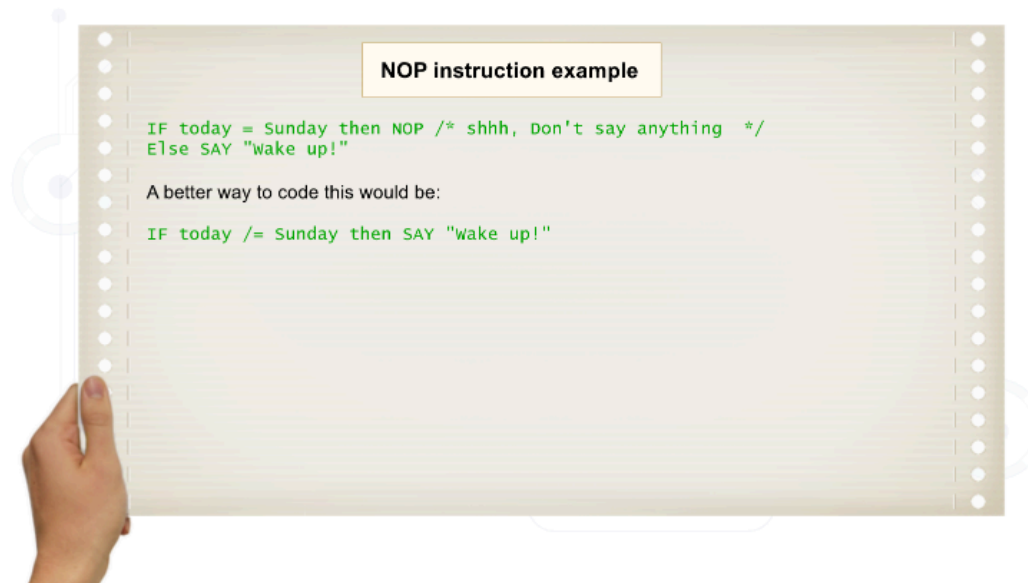 NOP instruction example
IF today = Sunday then NOP /* shhh, Don't say anything  */
Else SAY "Wake up!"
A better way to code this would be:
IF today /= Sunday then SAY "Wake up!"